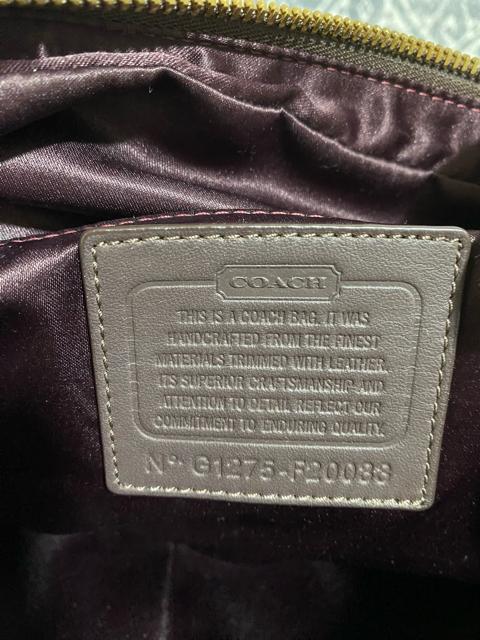 COACH
THIS IS A COACH BAG. IT WAS
HANDCRAFTED FROM THE FINEST
MATERIALS TRIMMED WITH LEATHER.
ITS SUPERIOR CRAFTSMANSHIP AND
ATTENTION TO DETAIL REFLECT OUR
COMMITMENT TO ENDURING QUALITY.
Nº G1275-F20088